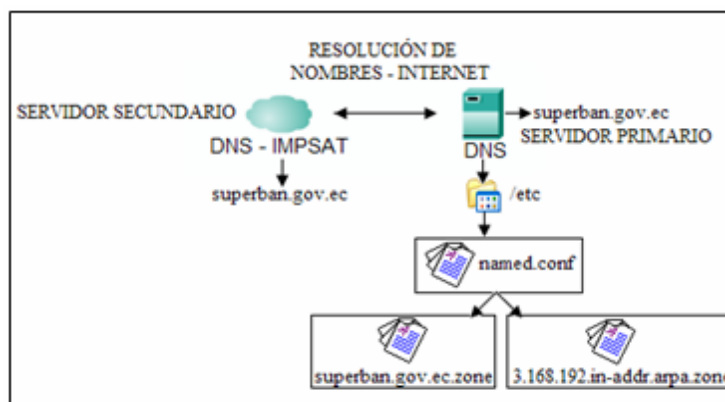 RESOLUCIÓN DE
NOMBRES - INTERNET
SERVIDOR SECUNDARIO
DNS - IMPSAT
superban.gov.ec
superban.gov.ec
SERVIDOR PRIMARIO
DNS
/etc
named.conf
superban.gov.ec.zone
3.168.192.in-addr.arpa.zone